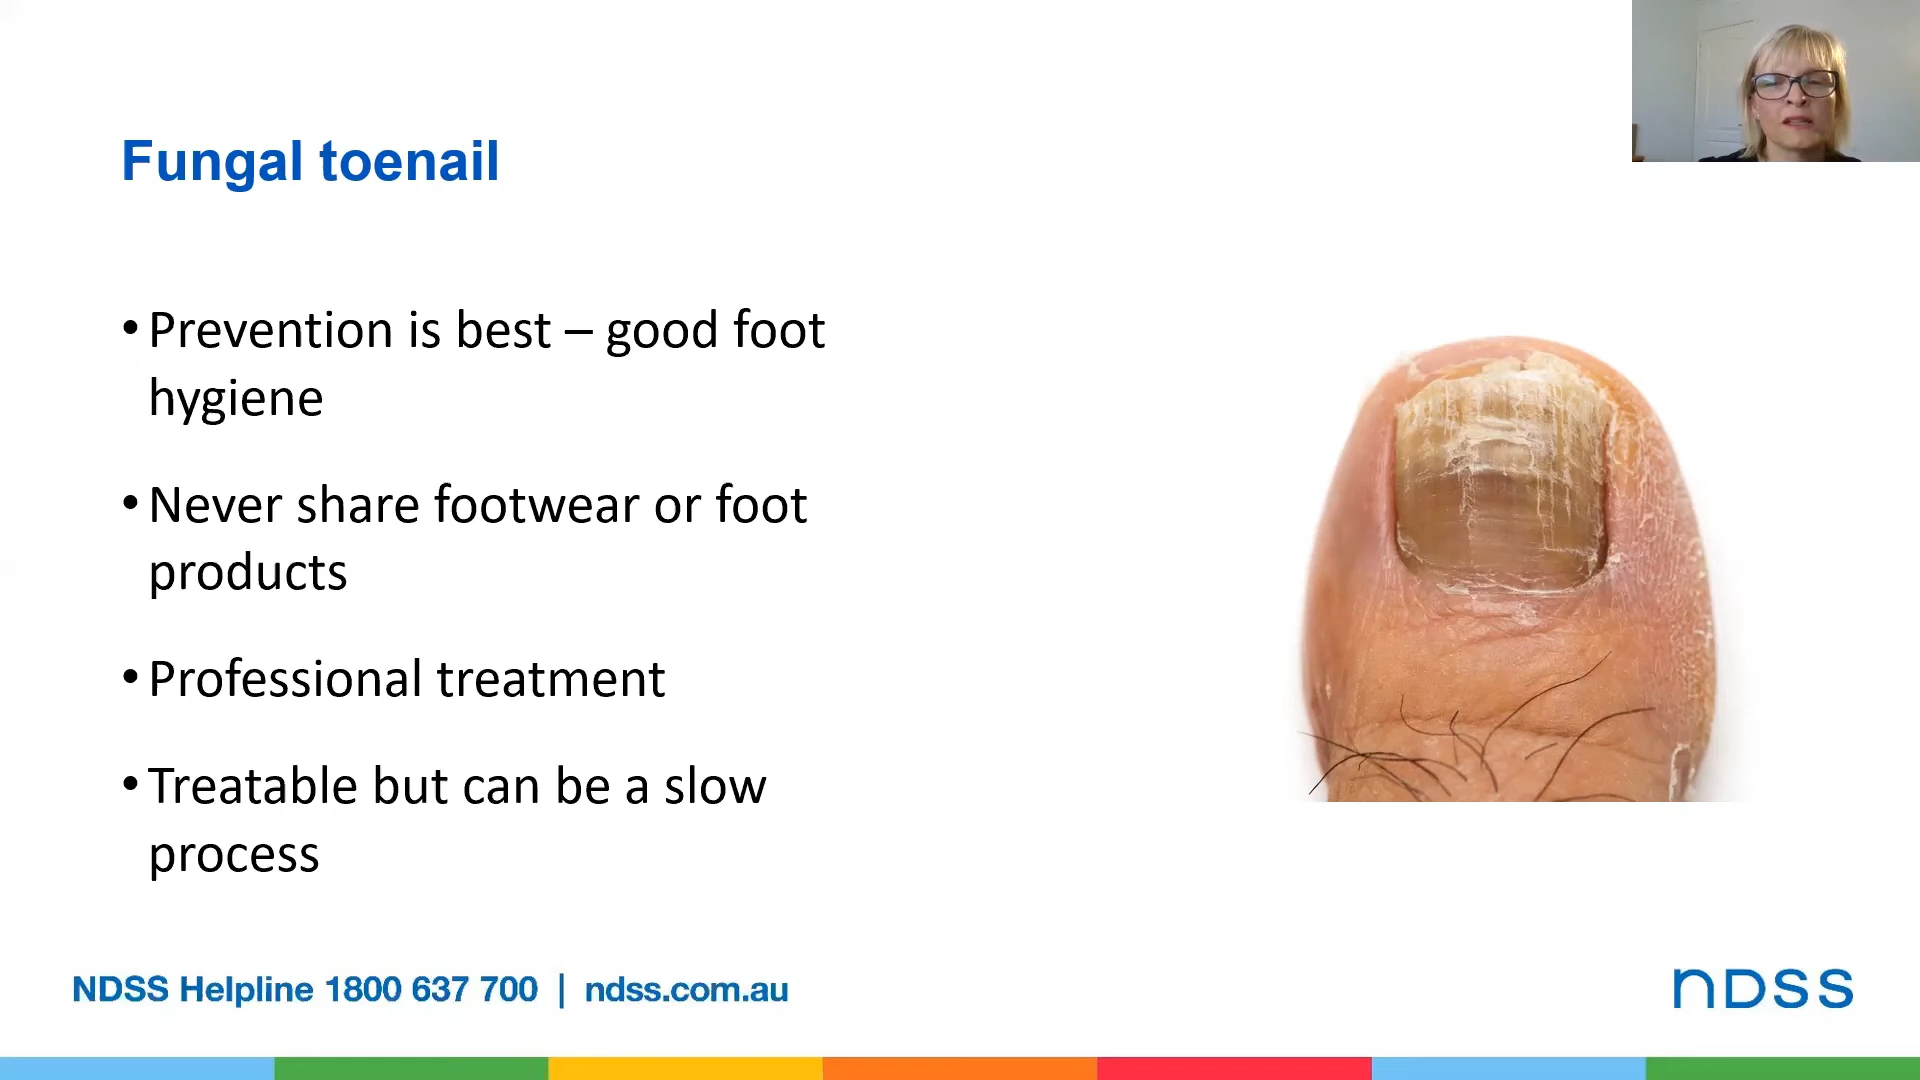 Fungal toenail
• Prevention is best – good foot
hygiene
• Never share footwear or foot
products
• Professional treatment
• Treatable but can be a slow
process
NDSS Helpline 1800 637 700 | ndss.com.au
nDSS